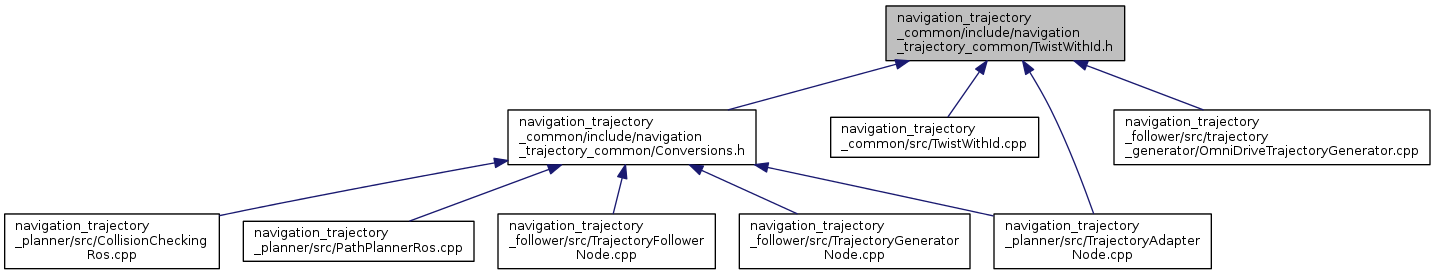 navigation_trajectory
_common/include/navigation
_trajectory_common/TwistWithId.h
navigation_trajectory
_common/include/navigation
_trajectory_common/Conversions.h
navigation_trajectory
_common/src/TwistWithId.cpp
navigation_trajectory
_follower/src/trajectory
_generator/OmniDriveTrajectoryGenerator.cpp
navigation_trajectory
_planner/src/CollisionChecking
Ros.cpp
navigation_trajectory
_planner/src/PathPlannerRos.cpp
navigation_trajectory
_follower/src/TrajectoryFollower
Node.cpp
navigation_trajectory
_follower/src/TrajectoryGenerator
Node.cpp
navigation_trajectory
_planner/src/TrajectoryAdapter
Node.cpp